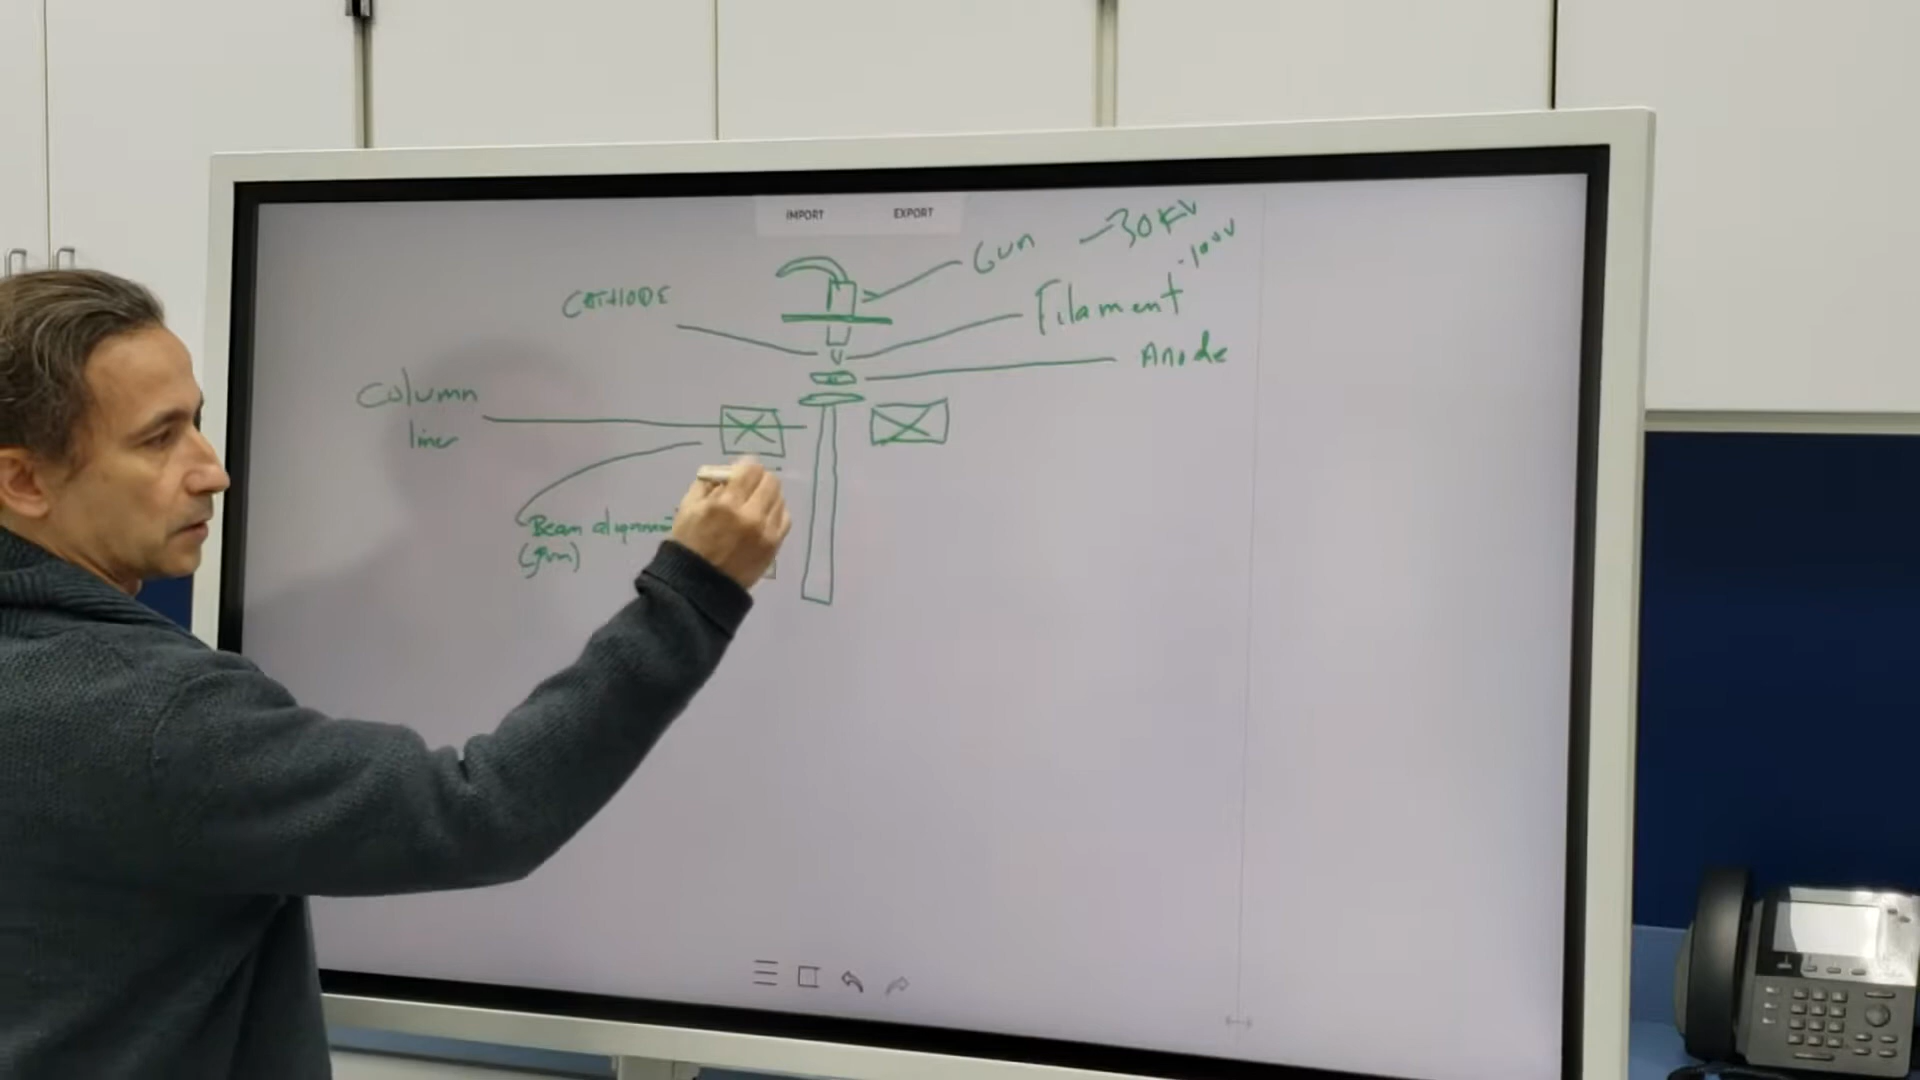 IMPORT EXPORT
Gun -30KV
-100V
CATHODE
Filament
Anode
Column
liner
Beam alignment
(gun)